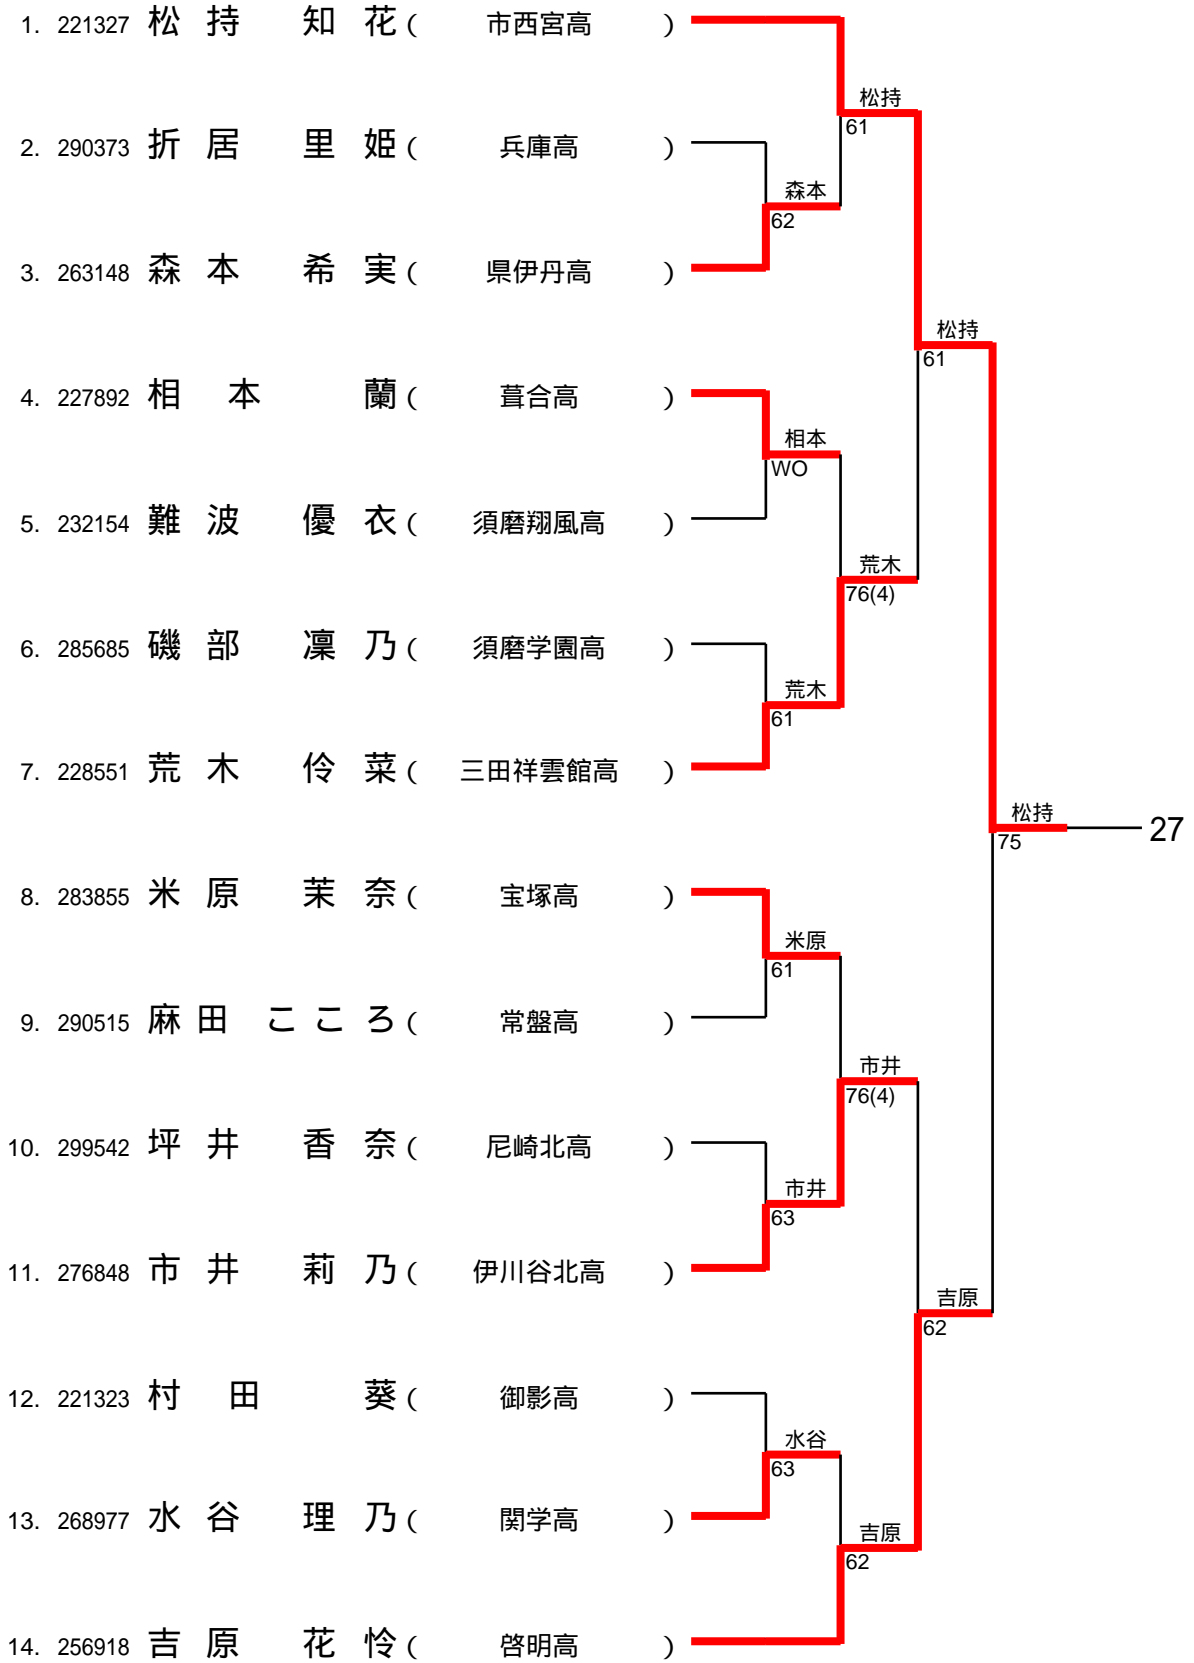 1. 221327 松持 知花 ( 市西宮高 )
松持
61
2. 290373 折居 里姫 ( 兵庫高 )
森本
62
3. 263148 森本 希実 ( 県伊丹高 )
松持
61
4. 227892 相本 蘭 ( 葺合高 )
相本
WO
5. 232154 難波 優衣 ( 須磨翔風高 )
荒木
76(4)
6. 285685 磯部 凜乃 ( 須磨学園高 )
荒木
61
7. 228551 荒木 伶菜 ( 三田祥雲館高 )
松持
75
27
8. 283855 米原 茉奈 ( 宝塚高 )
米原
61
9. 290515 麻田 こころ ( 常盤高 )
市井
76(4)
10. 299542 坪井 香奈 ( 尼崎北高 )
市井
63
11. 276848 市井 莉乃 ( 伊川谷北高 )
吉原
62
12. 221323 村田 葵 ( 御影高 )
水谷
63
13. 268977 水谷 理乃 ( 関学高 )
吉原
62
14. 256918 吉原 花怜 ( 啓明高 )